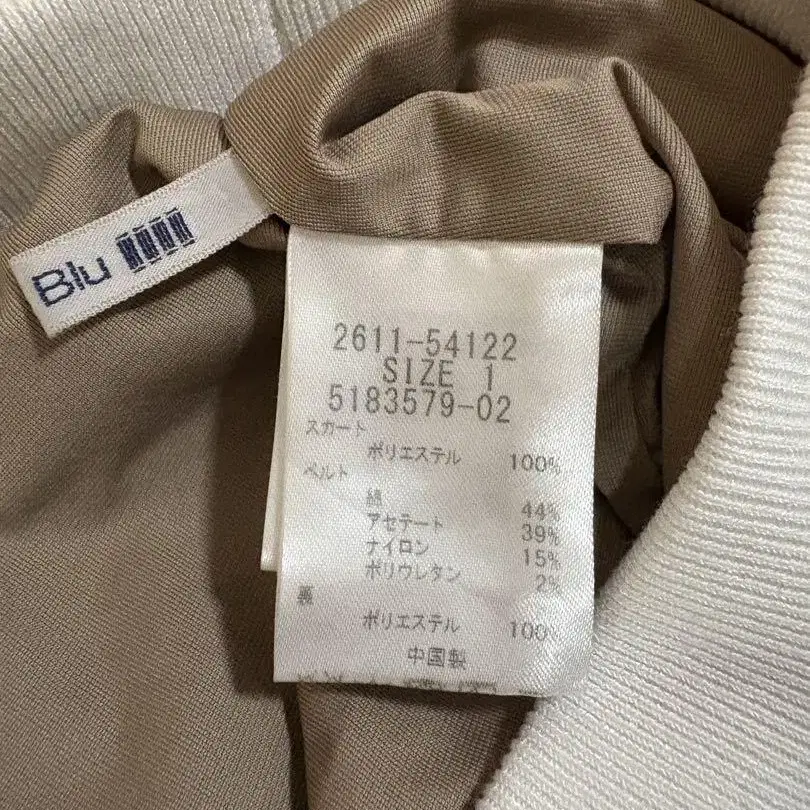 Blu
2611-54122
SIZE 1
5183579-02
スカート
ポリエステル 100%
ベルト
綿 44%
アセテート 39%
ナイロン 15%
ポリウレタン 2%
裏
ポリエステル 100%
中国製